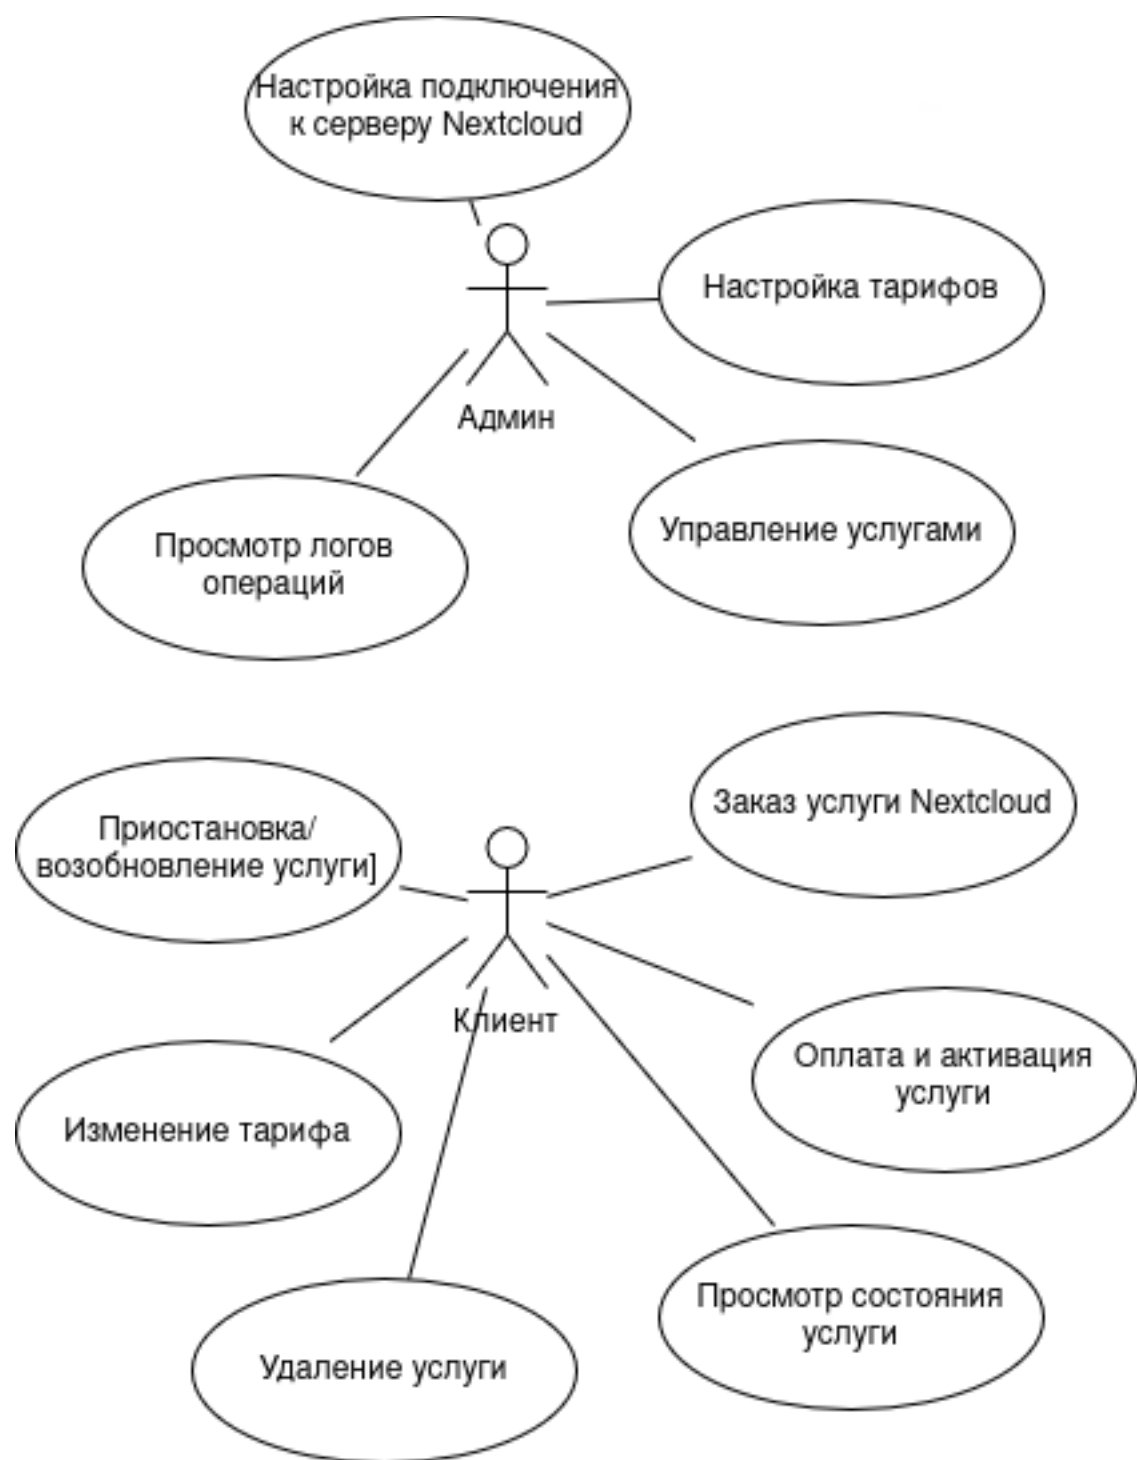 Настройка подключения
к серверу Nextcloud
Настройка тарифов
Админ
Управление услугами
Просмотр логов
операций
Заказ услуги Nextcloud
Приостановка/
возобновление услуги]
Клиент
Оплата и активация
услуги
Изменение тарифа
Просмотр состояния
услуги
Удаление услуги